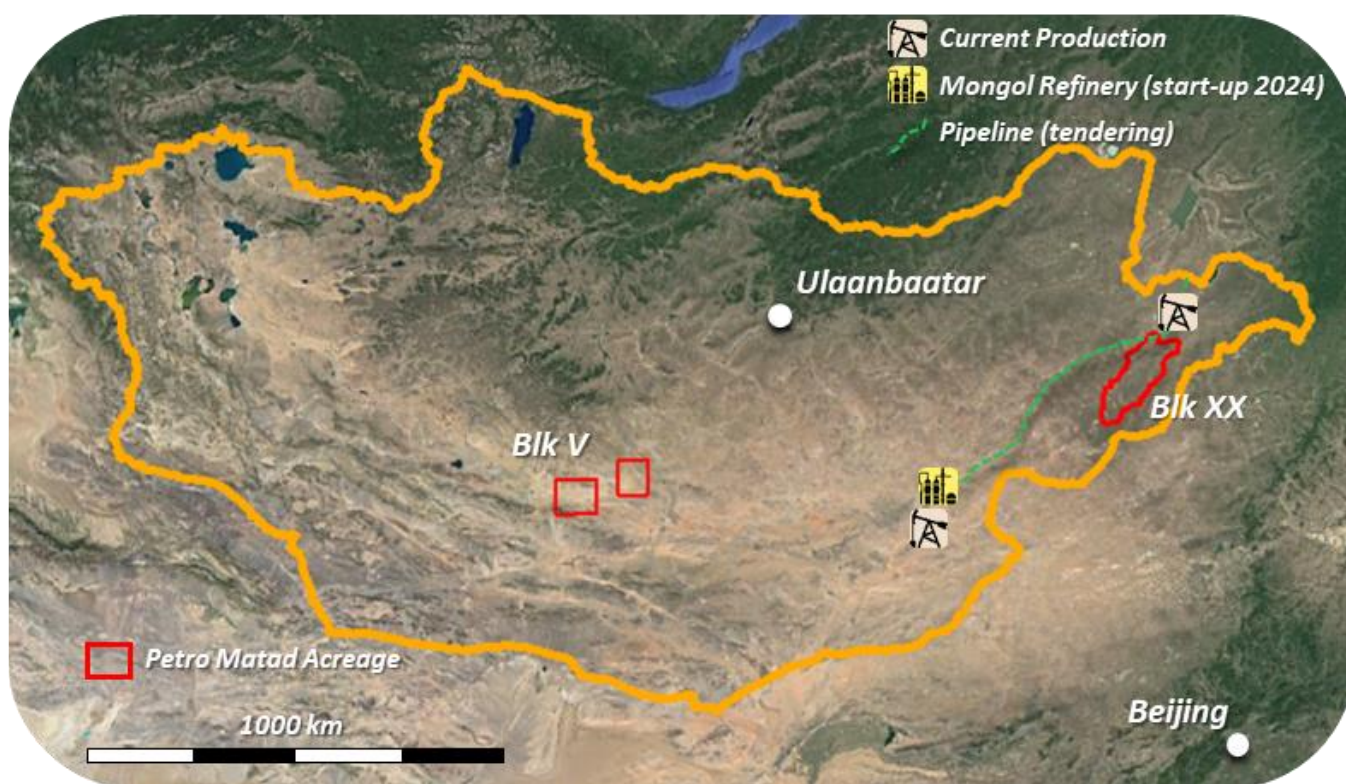 Current Production
Mongol Refinery (start-up 2024)
Pipeline (tendering)
Ulaanbaatar
Blk XX
Blk V
Petro Matad Acreage
1000 km
Beijing